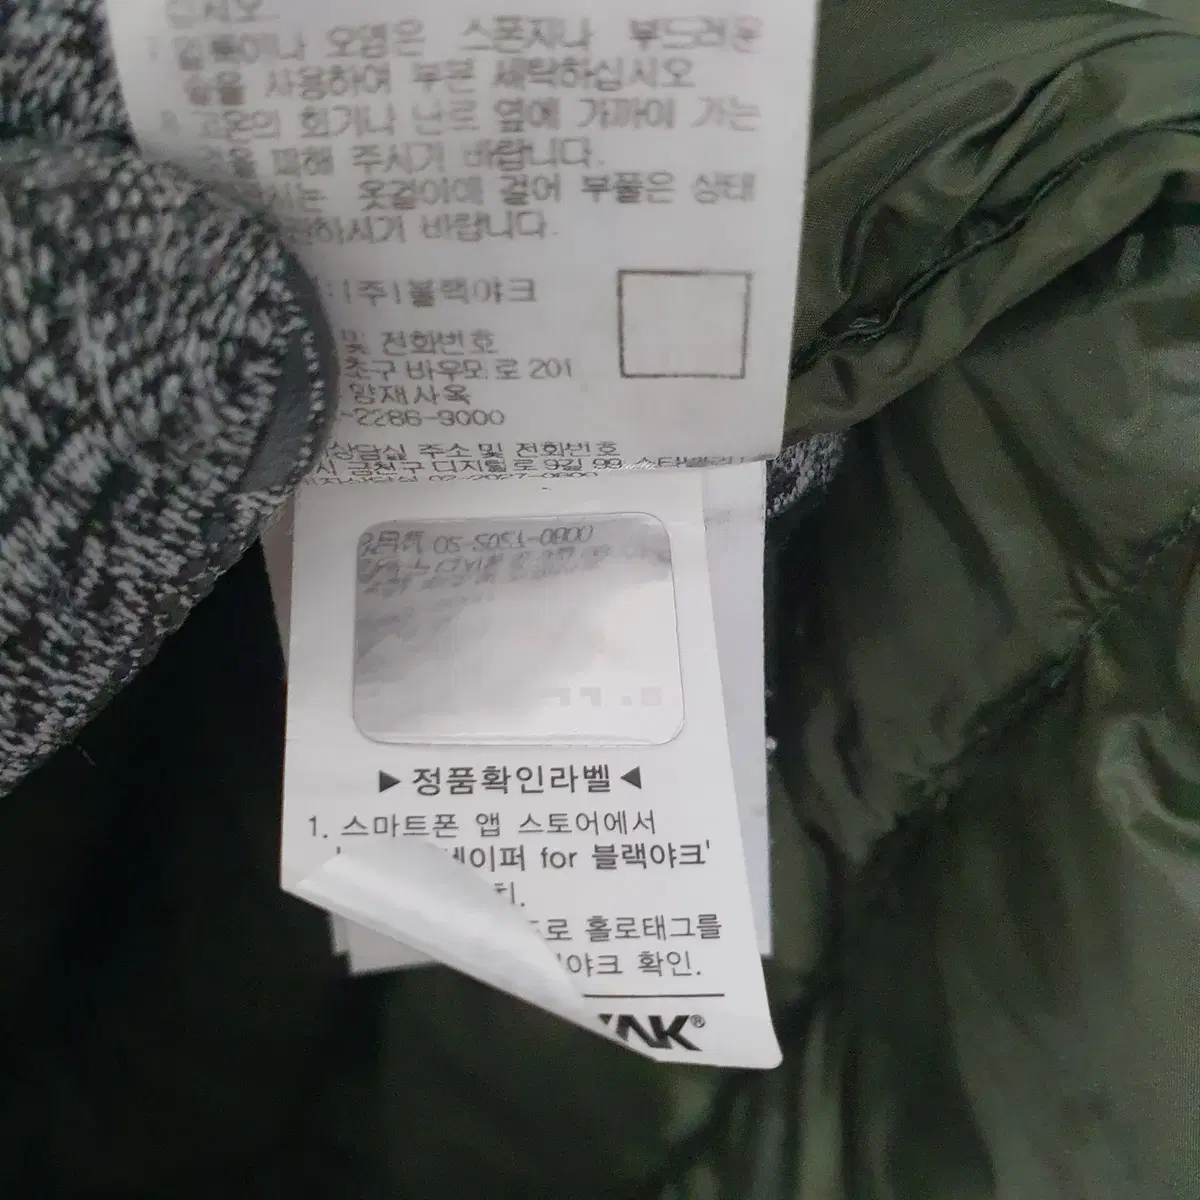 십시오
얼룩이나 오염은 스폰지나 부드러운
솔을 사용하여 부분 세탁하십시오
고온의 회기나 난로 옆에 가까이 가는
피해 주시기 바랍니다.
옷걸이에 걸어 부풀은 상태
하시기 바랍니다.
:(주)블랙야크
및 전화번호
초구 바우뫼로 201
양재사옥
-2286-9000
상담실 주소 및 전화번호
시 금천구 디지털로 9길 99
▶정품확인라벨◀
1. 스마트폰 앱 스토어에서
이퍼 for 블랙야크'
치.
드로 홀로태그를
야크 확인.
YAK®